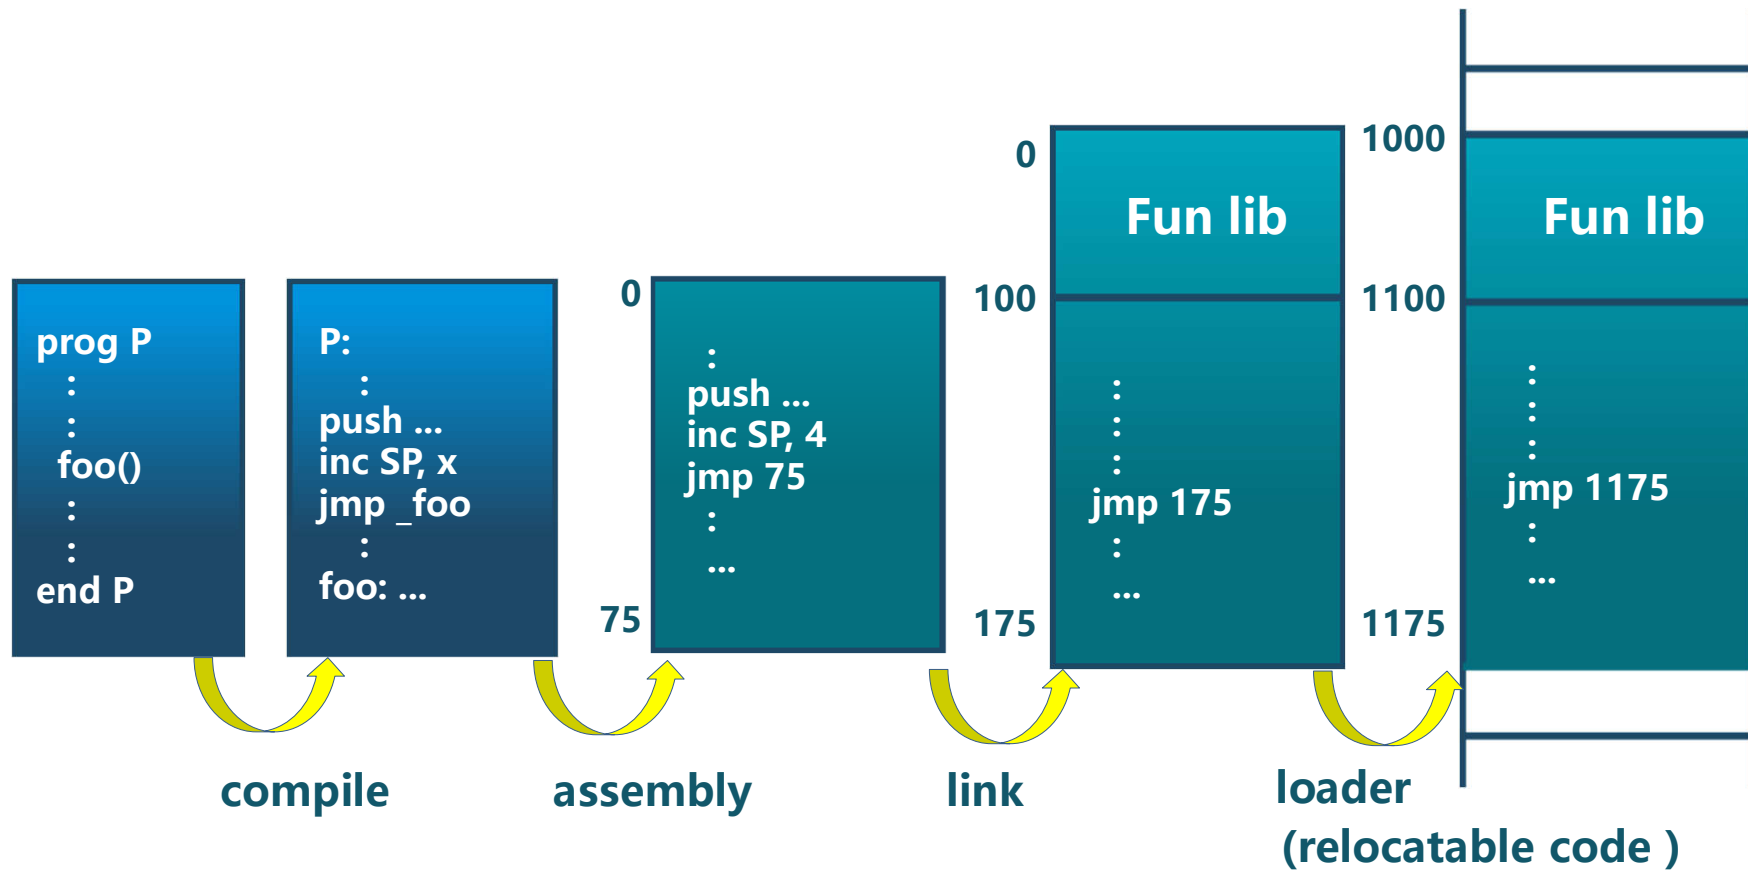 prog P
:
:
foo()
:
:
end P
P:
:
push ...
inc SP, x
jmp _foo
:
foo: ...
0
75
:
push ...
inc SP, 4
jmp 75
:
...
0
100
175
Fun lib
:
:
:
jmp 175
:
...
1000
1100
1175
Fun lib
:
:
:
jmp 1175
:
...
compile
assembly
link
loader
(relocatable code )